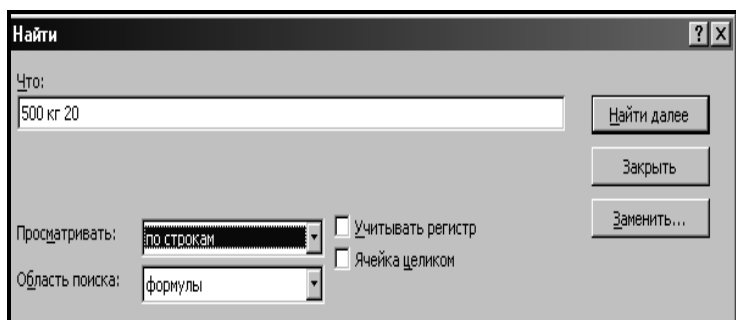 Найти
Что:
500 кг 20
Найти далее
Закрыть
Заменить...
Просматривать:
по строкам
Учитывать регистр
Ячейка целиком
Область поиска:
формулы